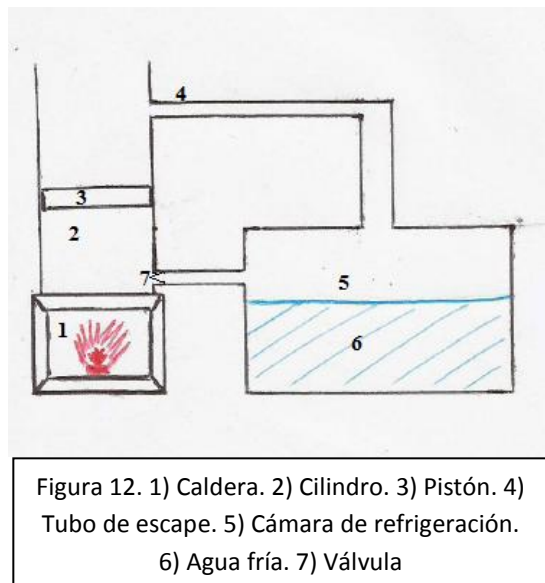 4
3
2
7
5
1
6
Figura 12. 1) Caldera. 2) Cilindro. 3) Pistón. 4)
Tubo de escape. 5) Cámara de refrigeración.
6) Agua fría. 7) Válvula